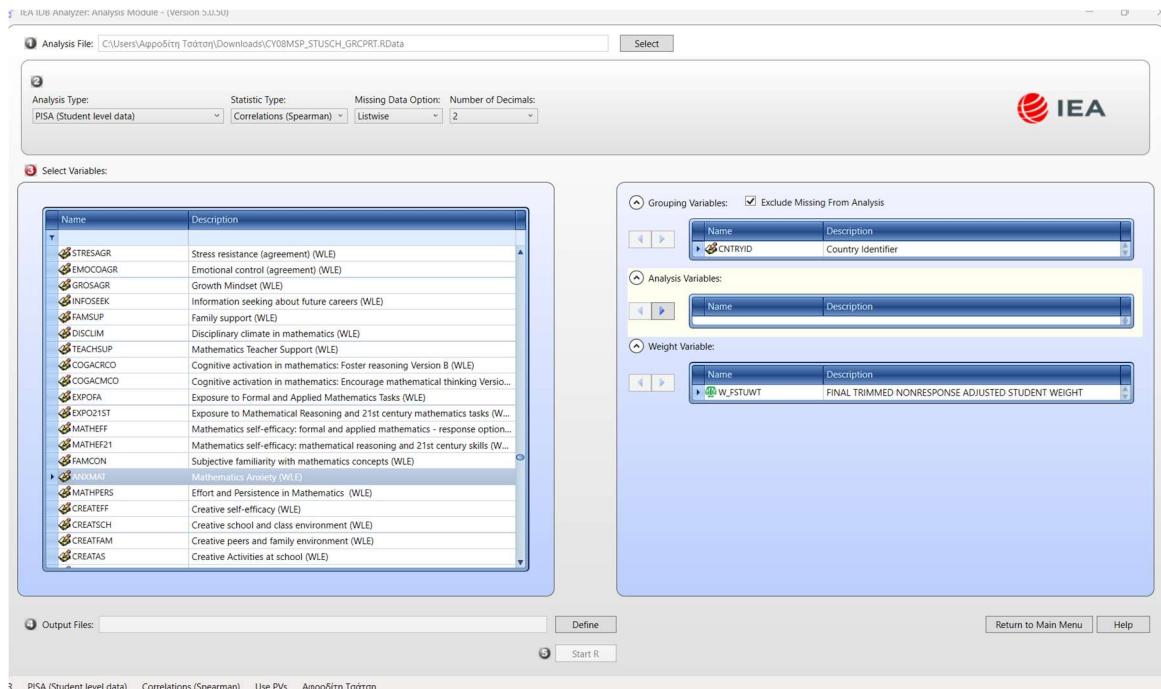 IEA IDB Analyzer: Analysis Module - (Version 5.0.50)
1 Analysis File: C:\Users\Αφροδίτη Τσάτση\Downloads\CY08MSP_STUSCH_GRCPRT.RData Select
2
Analysis Type: Statistic Type: Missing Data Option: Number of Decimals:
PISA (Student level data) Correlations (Spearman) Listwise 2
IEA
3 Select Variables:
Name Description
STRESAGR Stress resistance (agreement) (WLE)
EMOCOAGR Emotional control (agreement) (WLE)
GROSAGR Growth Mindset (WLE)
INFOSEEK Information seeking about future careers (WLE)
FAMSUP Family support (WLE)
DISCLIM Disciplinary climate in mathematics (WLE)
TEACHSUP Mathematics Teacher Support (WLE)
COGACRCO Cognitive activation in mathematics: Foster reasoning Version B (WLE)
COGACMCO Cognitive activation in mathematics: Encourage mathematical thinking Versio...
EXPOFA Exposure to Formal and Applied Mathematics Tasks (WLE)
EXPO21ST Exposure to Mathematical Reasoning and 21st century mathematics tasks (W...
MATHEFF Mathematics self-efficacy: formal and applied mathematics - response option...
MATHEF21 Mathematics self-efficacy: mathematical reasoning and 21st century skills (W...
FAMCON Subjective familiarity with mathematics concepts (WLE)
ANXMAT Mathematics Anxiety (WLE)
MATHPERS Effort and Persistence in Mathematics (WLE)
CREATEFF Creative self-efficacy (WLE)
CREATSCH Creative school and class environment (WLE)
CREATFAM Creative peers and family environment (WLE)
CREATAS Creative Activities at school (WLE)
Grouping Variables: Exclude Missing From Analysis
Name Description
CNTRYID Country Identifier
Analysis Variables:
Name Description
Weight Variable:
Name Description
W_FSTUWT FINAL TRIMMED NONRESPONSE ADJUSTED STUDENT WEIGHT
4 Output Files: Define Return to Main Menu Help
5 Start R
PISA (Student level data) Correlations (Spearman) Use PVs Αφροδίτη Τσάτση